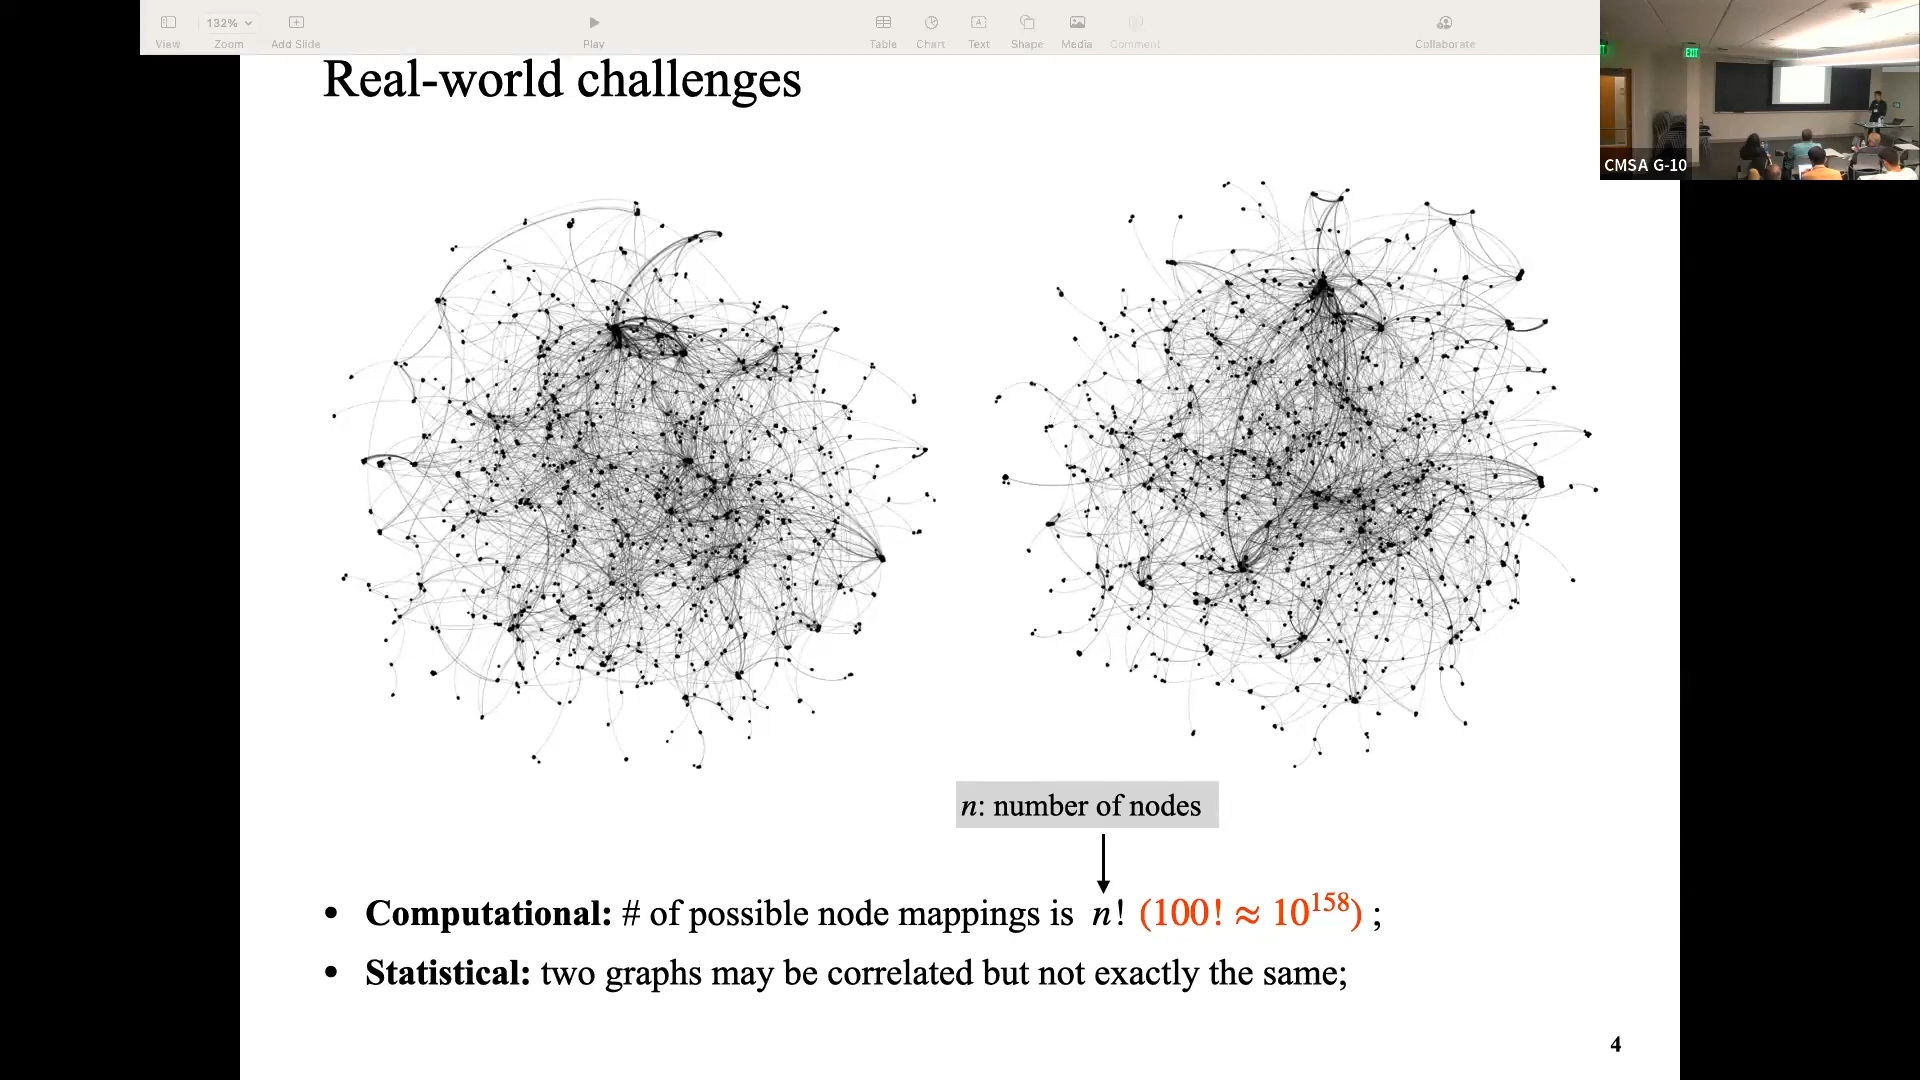 132%
View
Zoom
Add Slide
Play
Table
Chart
Text
Shape
Media
Comment
Collaborate
EXIT
CMSA G-10
Real-world challenges
n: number of nodes
• Computational: # of possible node mappings is n! (100! ≈ 10¹⁵⁸) ;
• Statistical: two graphs may be correlated but not exactly the same;
4